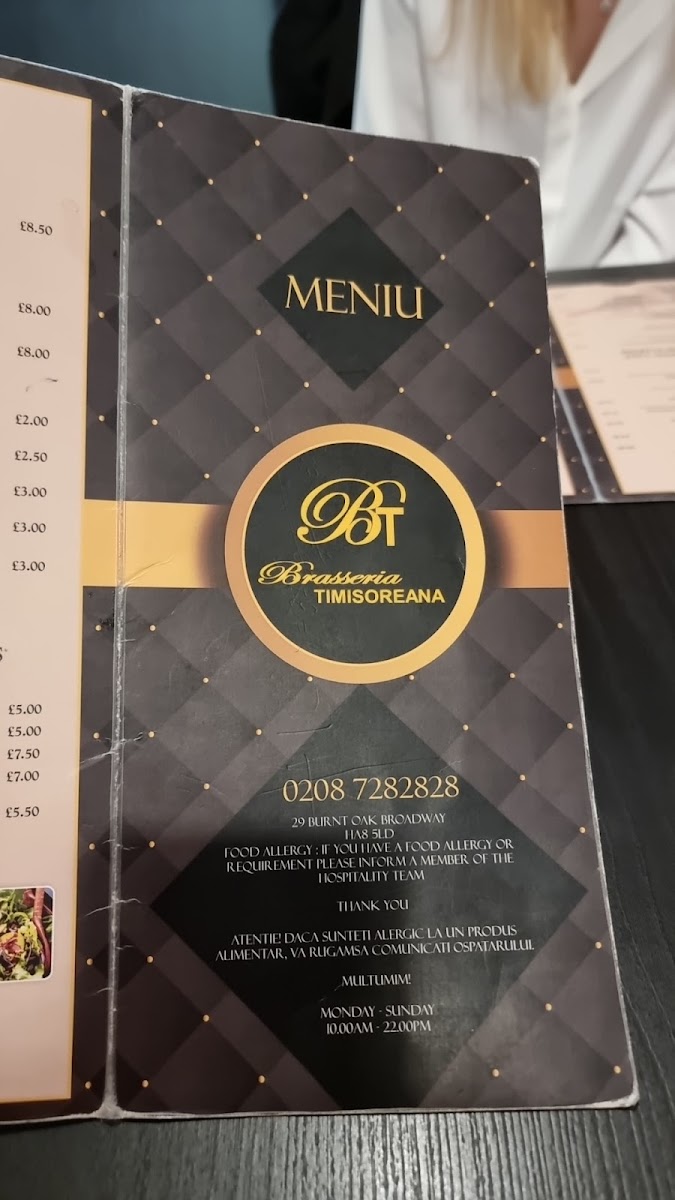 £8.50
£8.00
£8.00
£2.00
£2.50
£3.00
£3.00
£3.00
£5.00
£5.00
£7.50
£7.00
£5.50
MENIU
BT
Brasseria
TIMISOREANA
0208 7282828
29 BURNT OAK BROADWAY
HA8 5LD
FOOD ALLERGY : IF YOU HAVE A FOOD ALLERGY OR
REQUIREMENT PLEASE INFORM A MEMBER OF THE
HOSPITALITY TEAM
THANK YOU
ATENTIE! DACA SUNTETI ALERGIC LA UN PRODUS
ALIMENTAR, VA RUGAMSA COMUNICATI OSPATARULUI.
MULTUMIM!
MONDAY - SUNDAY
10.00AM - 22.00PM